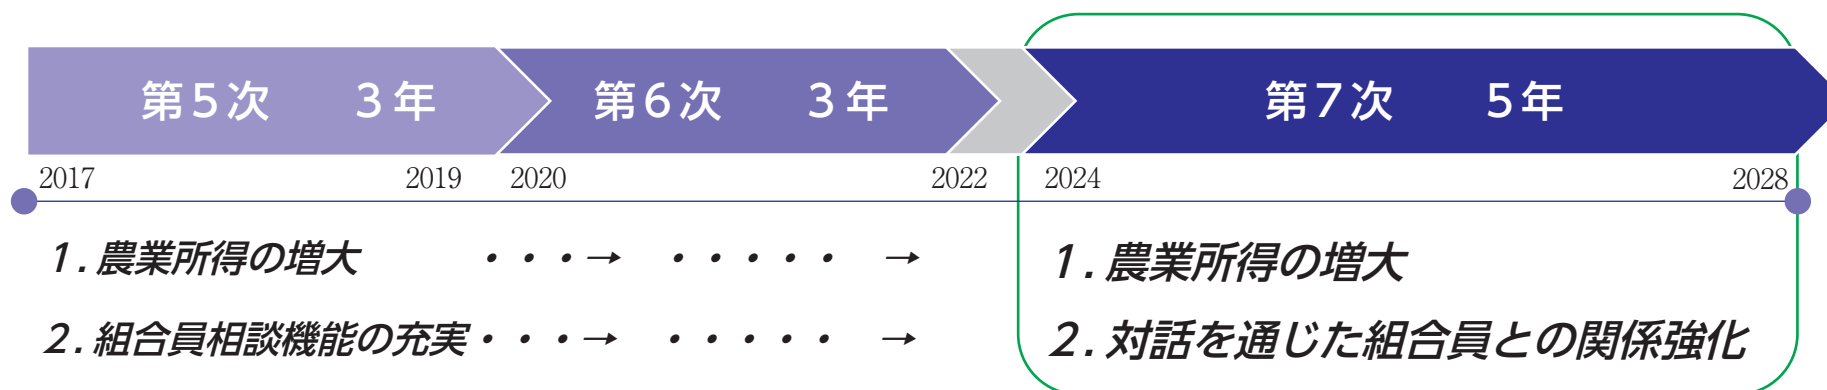 第5次　　3年　　　第6次　　3年　　　第7次　　5年
2017　2019　2020　2022　2024　2028
1.農業所得の増大　・・・→　・・・・・　→　1.農業所得の増大
2.組合員相談機能の充実・・・→　・・・・・　→　2.対話を通じた組合員との関係強化